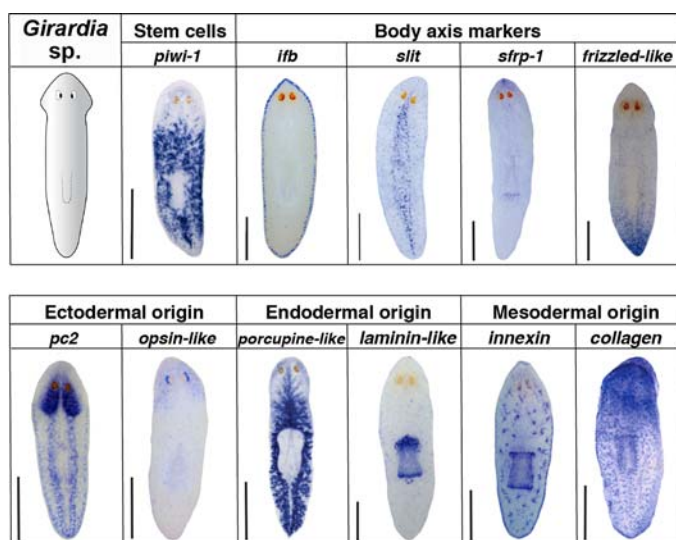 Girardia
sp.
Stem cells
Body axis markers
piwi-1
ifb
slit
sfrp-1
frizzled-like
Ectodermal origin
Endodermal origin
Mesodermal origin
pc2
opsin-like
porcupine-like
laminin-like
innexin
collagen